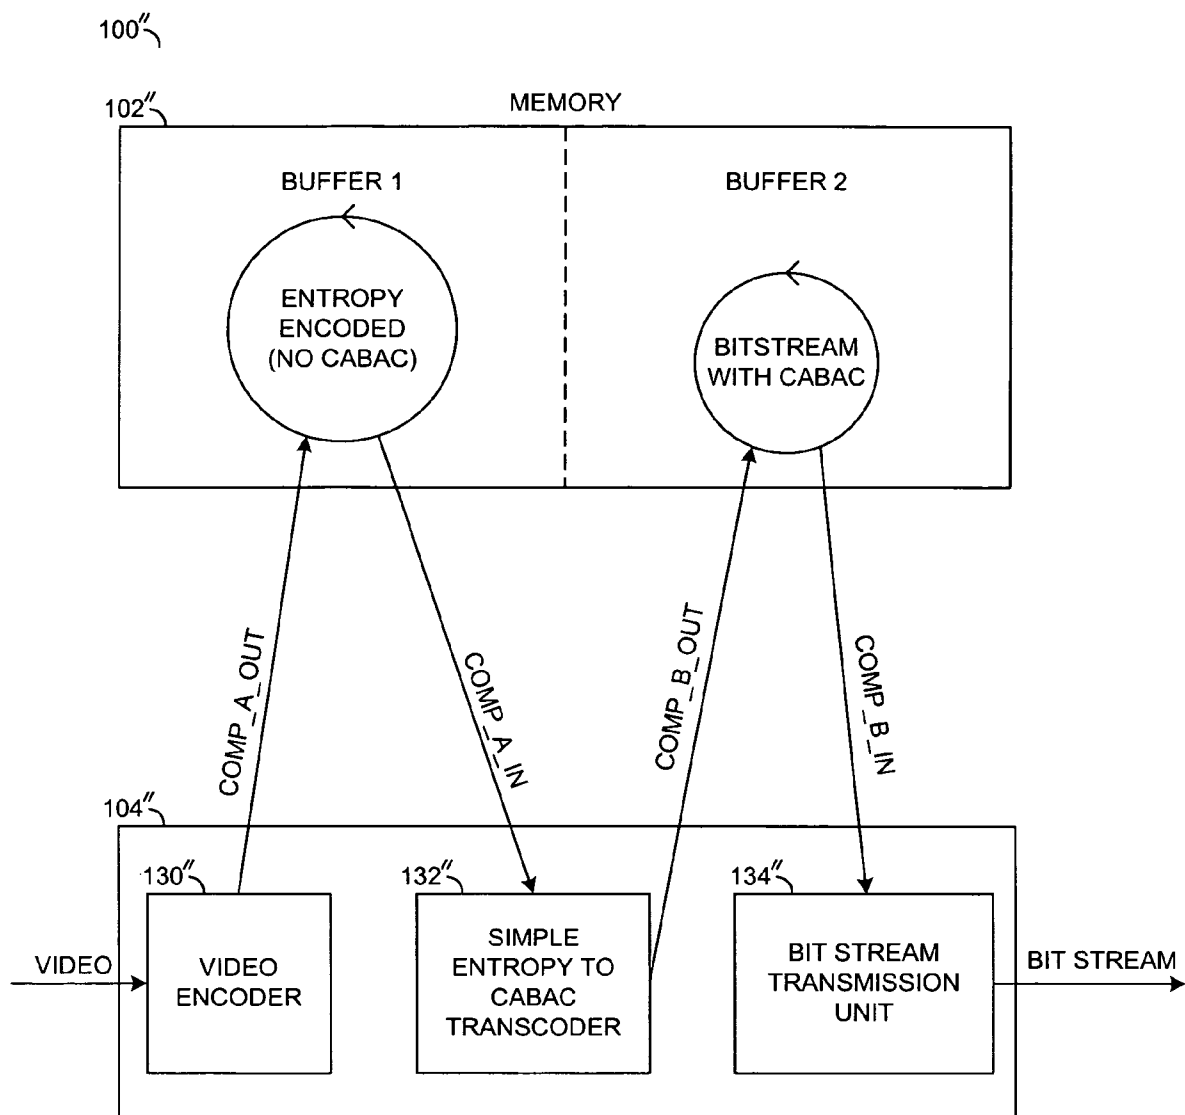 100″
102″
MEMORY
BUFFER 1
BUFFER 2
ENTROPY
ENCODED
(NO CABAC)
BITSTREAM
WITH CABAC
COMP_A_OUT
COMP_A_IN
COMP_B_OUT
COMP_B_IN
104″
130″
132″
134″
VIDEO
VIDEO
ENCODER
SIMPLE
ENTROPY TO
CABAC
TRANSCODER
BIT STREAM
TRANSMISSION
UNIT
BIT STREAM